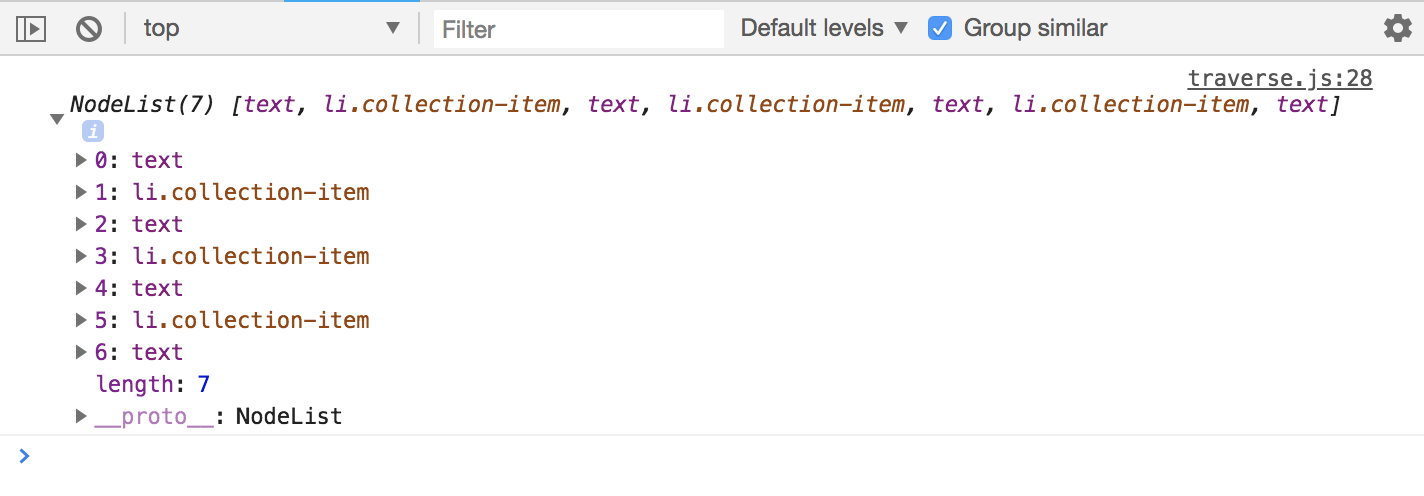 top Filter Default levels Group similar
traverse.js:28
NodeList(7) [text, li.collection-item, text, li.collection-item, text, li.collection-item, text]
i
0: text
1: li.collection-item
2: text
3: li.collection-item
4: text
5: li.collection-item
6: text
length: 7
__proto__: NodeList